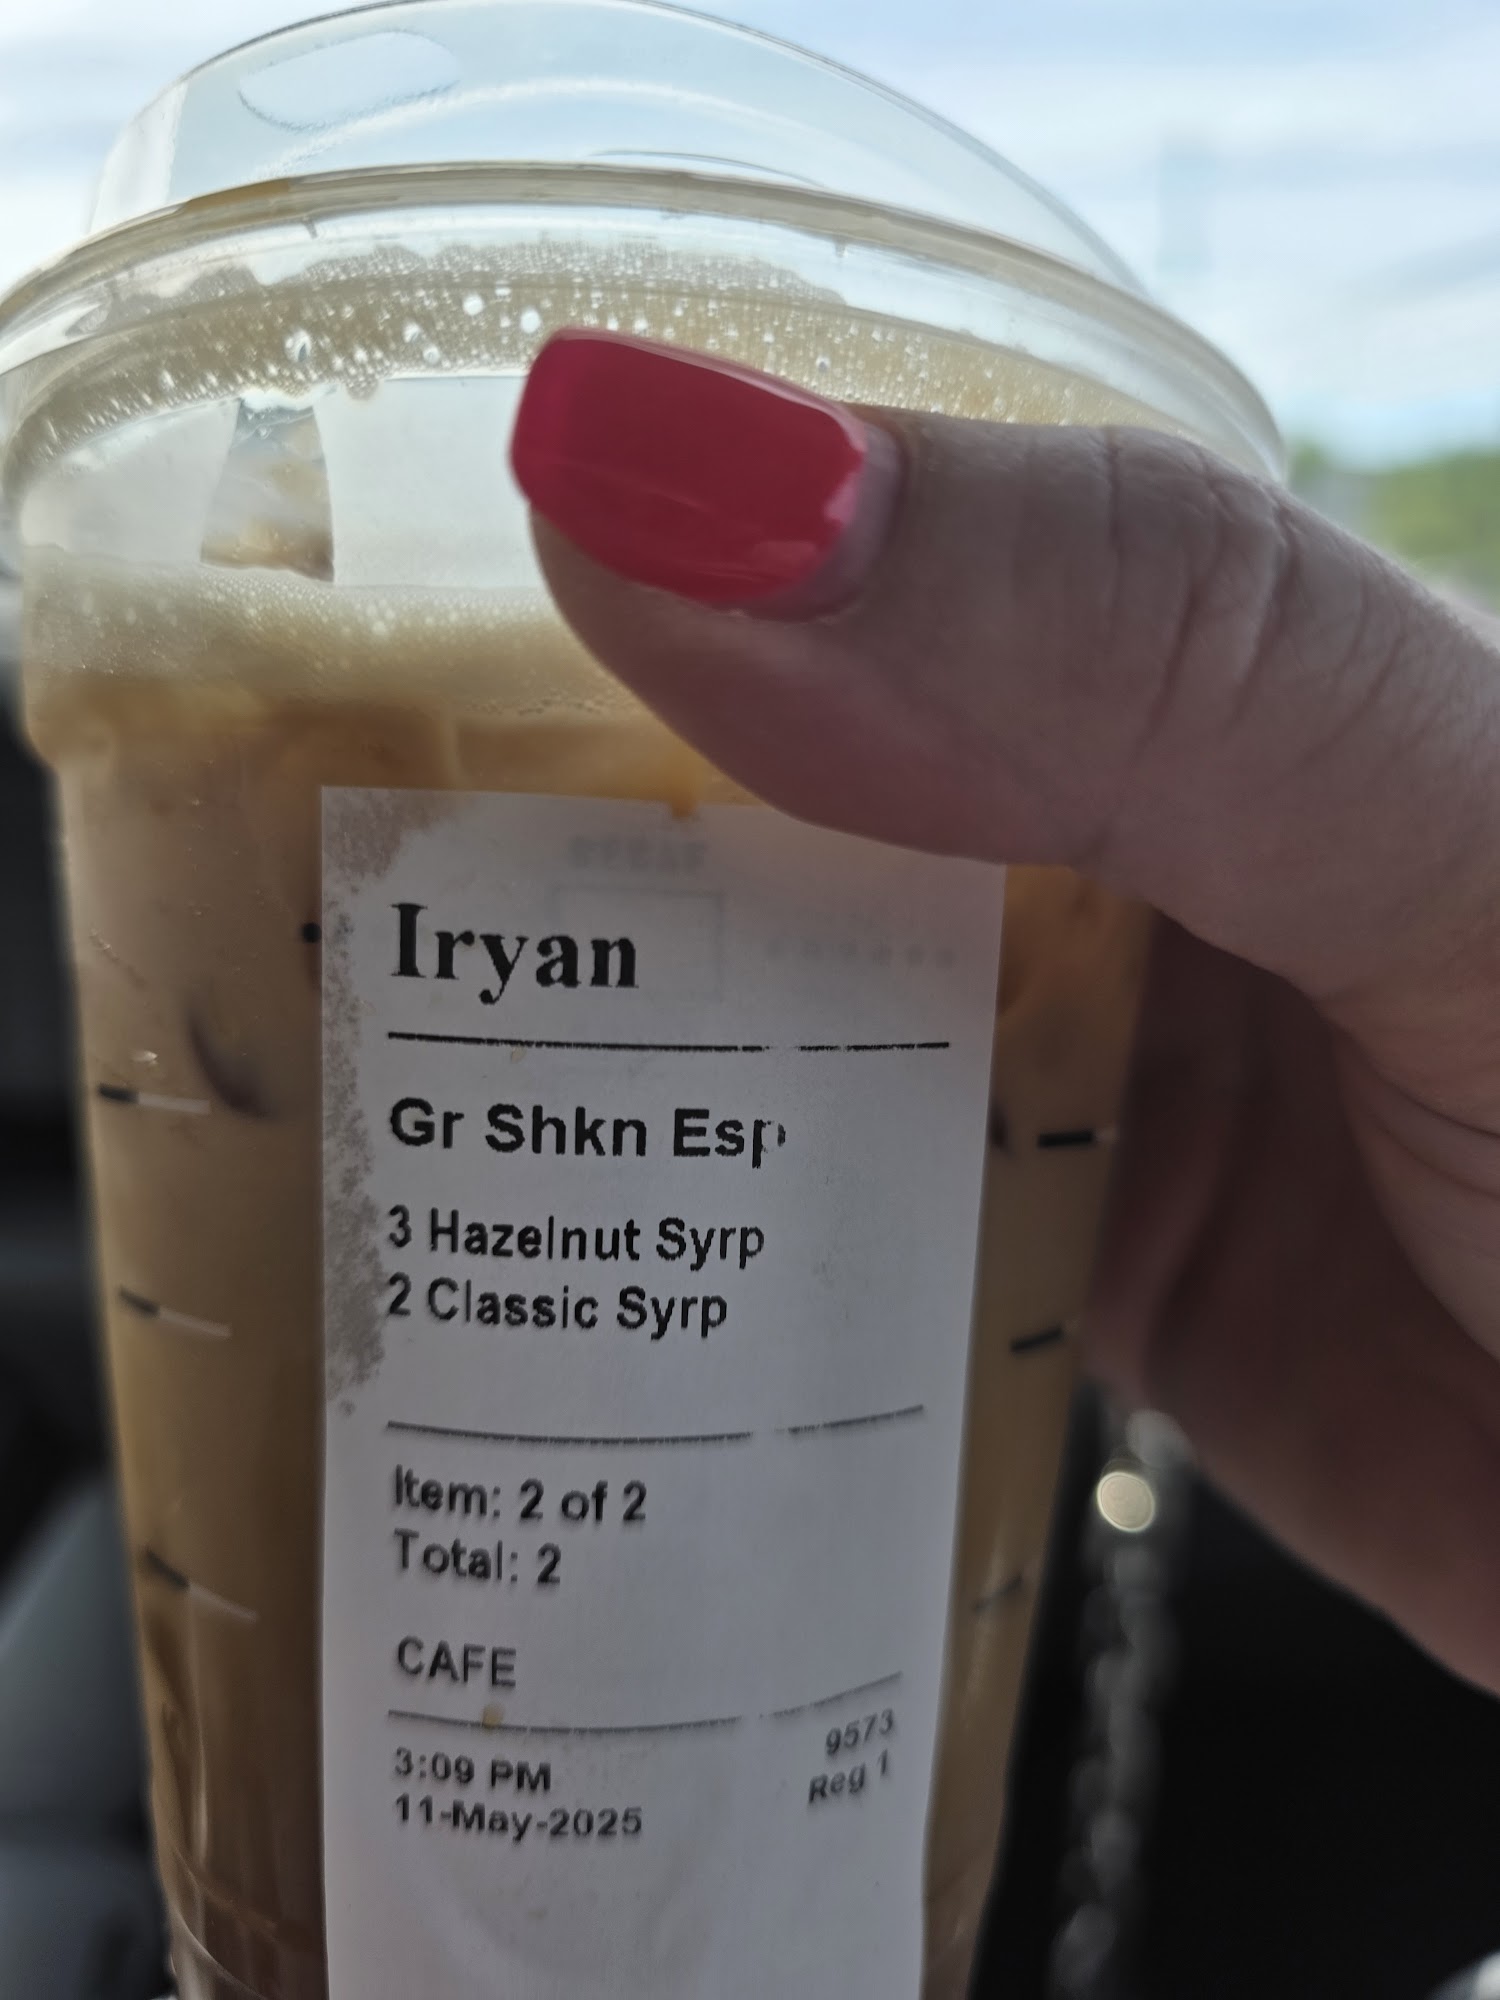 Iryan
Gr Shkn Esp
3 Hazelnut Syrp
2 Classic Syrp
Item: 2 of 2
Total: 2
CAFE
3:09 PM
11-May-2025
9573
Reg 1